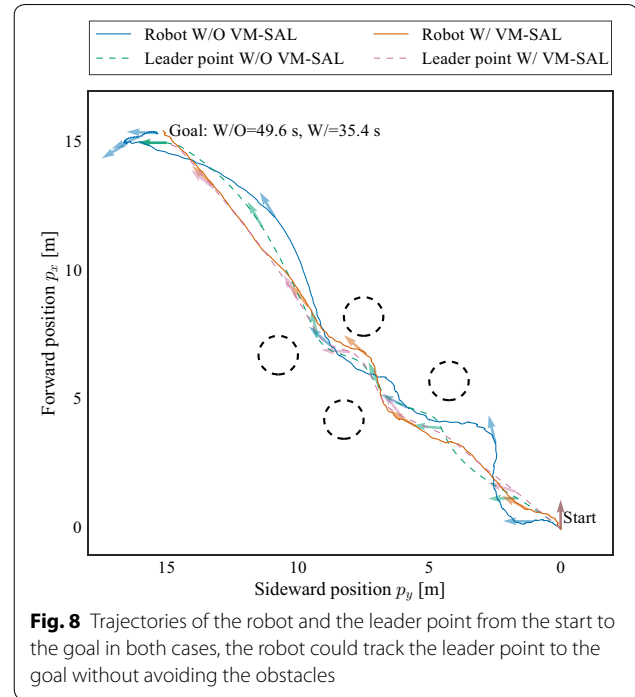 Robot W/O VM-SAL Robot W/ VM-SAL
Leader point W/O VM-SAL Leader point W/ VM-SAL
Goal: W/O=49.6 s, W/=35.4 s
15
10
5
0
Forward position pₓ [m]
Start
15 10 5 0
Sideward position p_y [m]
Fig. 8 Trajectories of the robot and the leader point from the start to
the goal in both cases, the robot could track the leader point to the
goal without avoiding the obstacles